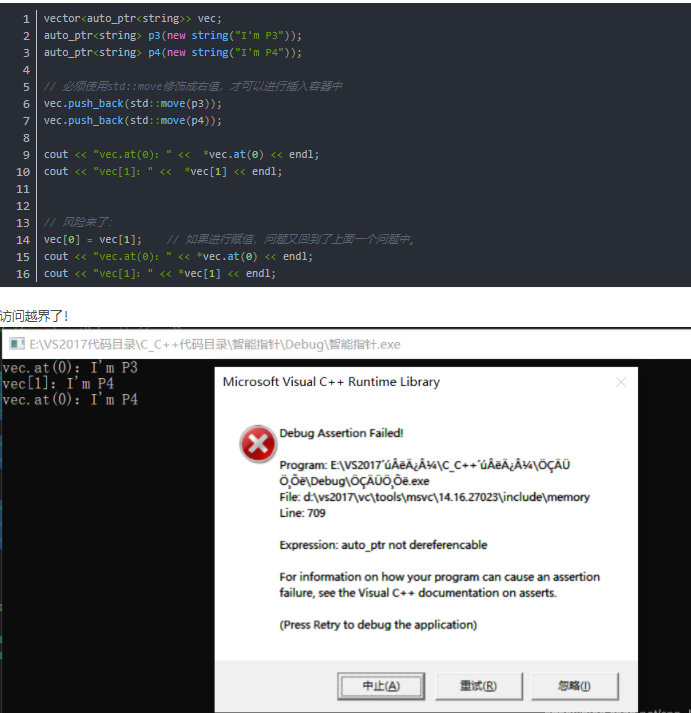 1 vector<auto_ptr<string>> vec;
2 auto_ptr<string> p3(new string("I'm P3"));
3 auto_ptr<string> p4(new string("I'm P4"));
4
5 // 必须使用std::move修饰成右值，才可以进行插入容器中
6 vec.push_back(std::move(p3));
7 vec.push_back(std::move(p4));
8
9 cout << "vec.at(0): " << *vec.at(0) << endl;
10 cout << "vec[1]: " << *vec[1] << endl;
11
12
13 // 风险来了：
14 vec[0] = vec[1]; // 如果进行赋值，问题又回到了上面一个问题中。
15 cout << "vec.at(0): " << *vec.at(0) << endl;
16 cout << "vec[1]: " << *vec[1] << endl;
访问越界了！
E:\VS2017代码目录\C_C++代码目录\智能指针\Debug\智能指针.exe
vec.at(0): I'm P3
vec[1]: I'm P4
vec.at(0): I'm P4
Microsoft Visual C++ Runtime Library
Debug Assertion Failed!
Program: E:\VS2017´úÂëÄ¿Â¼\C_C++´úÂëÄ¿Â¼\ÖÇÄÜ
Ö¸Õë\Debug\ÖÇÄÜÖ¸Õë.exe
File: d:\vs2017\vc\tools\msvc\14.16.27023\include\memory
Line: 709
Expression: auto_ptr not dereferencable
For information on how your program can cause an assertion
failure, see the Visual C++ documentation on asserts.
(Press Retry to debug the application)
中止(A) 重试(R) 忽略(I)